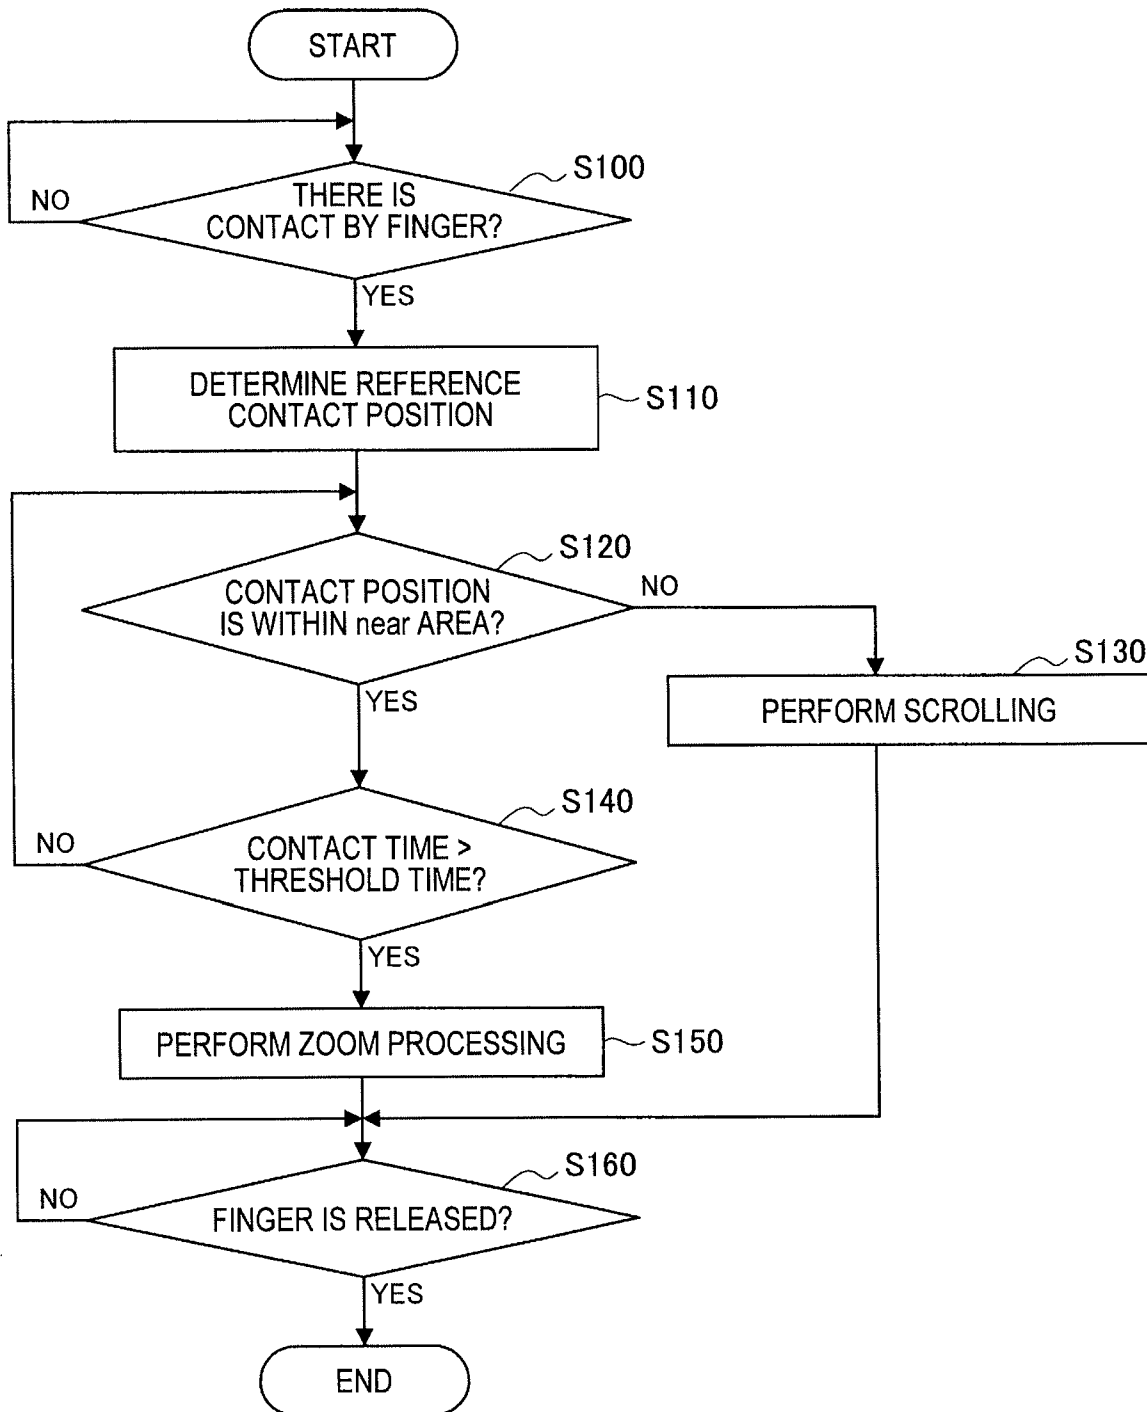 START
S100
THERE IS
CONTACT BY FINGER?
NO
YES
DETERMINE REFERENCE
CONTACT POSITION
S110
S120
CONTACT POSITION
IS WITHIN near AREA?
NO
YES
S130
PERFORM SCROLLING
S140
CONTACT TIME >
THRESHOLD TIME?
NO
YES
PERFORM ZOOM PROCESSING
S150
S160
FINGER IS RELEASED?
NO
YES
END